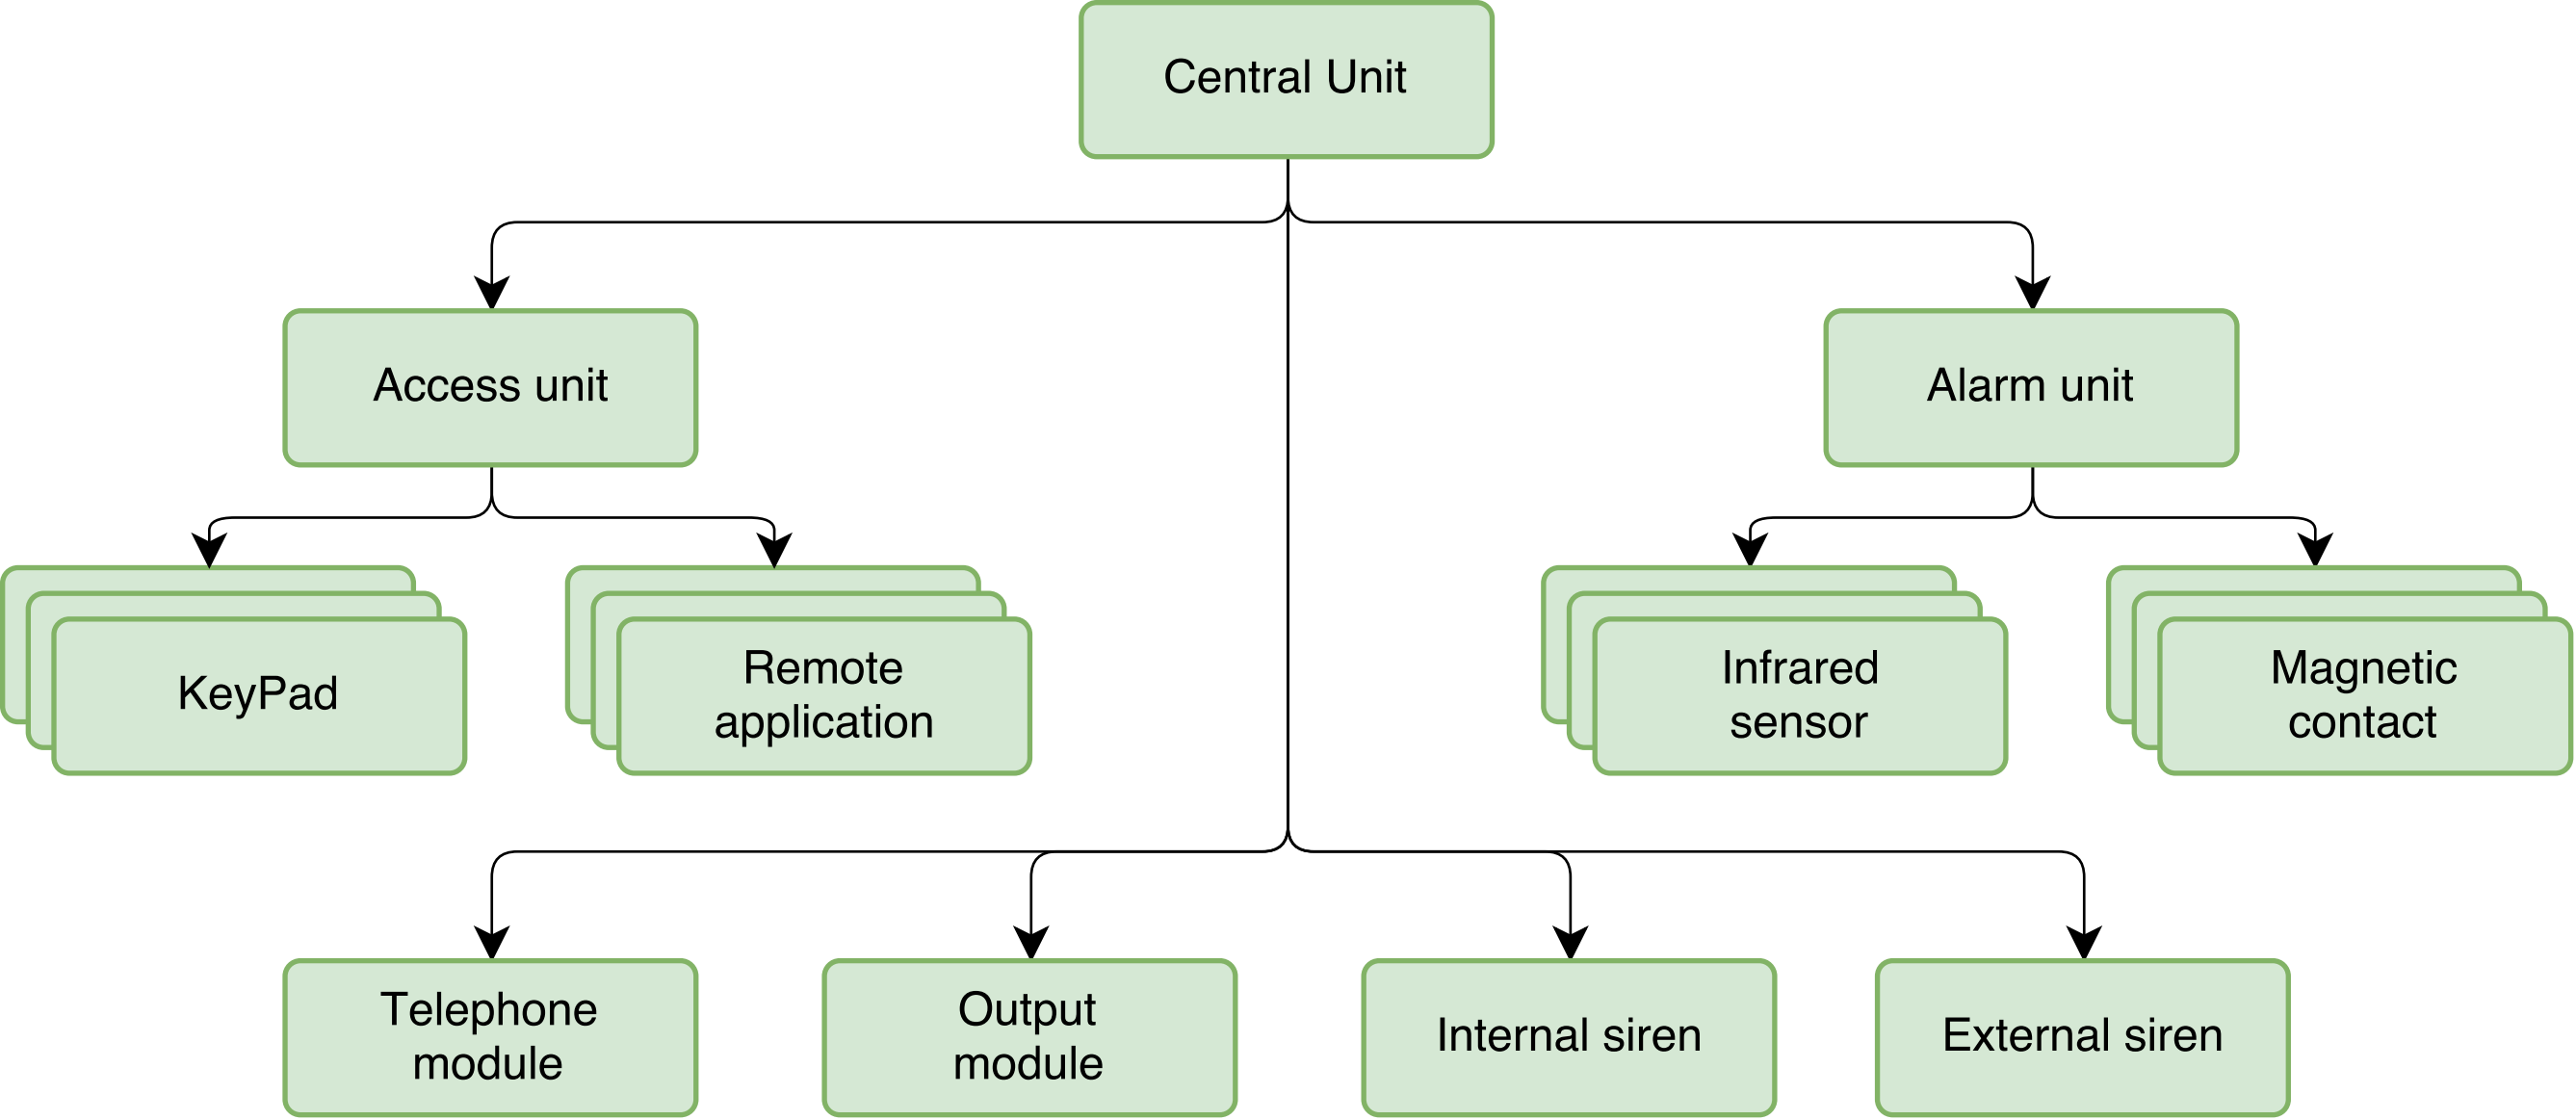 Central Unit
Access unit
Alarm unit
KeyPad
Remote
application
Infrared
sensor
Magnetic
contact
Telephone
module
Output
module
Internal siren
External siren